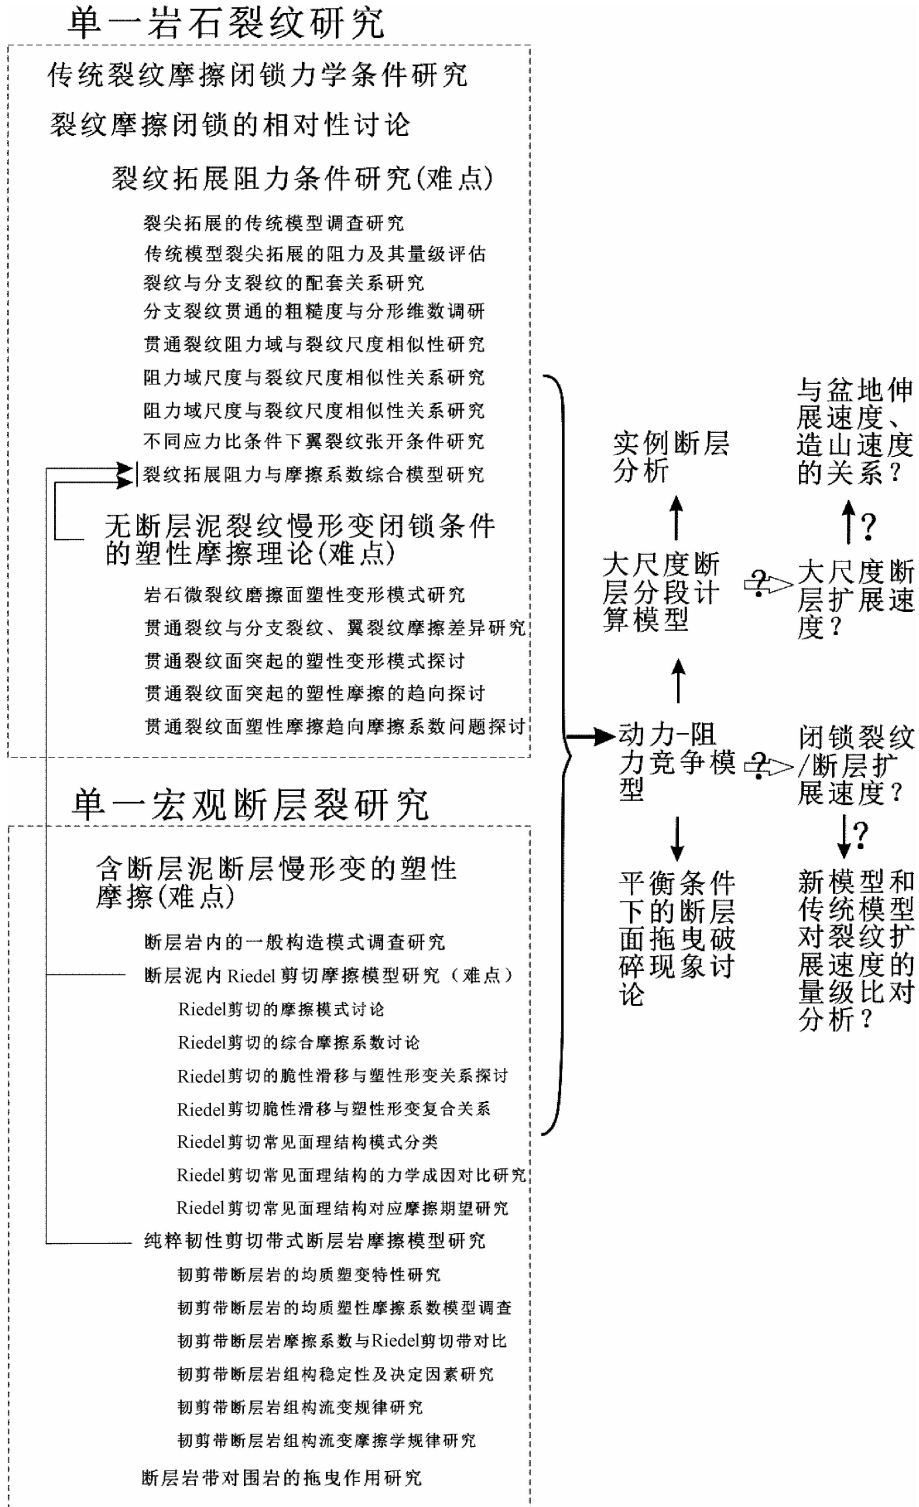 单一岩石裂纹研究
传统裂纹摩擦闭锁力学条件研究
裂纹摩擦闭锁的相对性讨论
裂纹拓展阻力条件研究(难点)
裂尖拓展的传统模型调查研究
传统模型裂尖拓展的阻力及其量级评估
裂纹与分支裂纹的配套关系研究
分支裂纹贯通的粗糙度与分形维数调研
贯通裂纹阻力域与裂纹尺度相似性研究
阻力域尺度与裂纹尺度相似性关系研究
阻力域尺度与裂纹尺度相似性关系研究
不同应力比条件下翼裂纹张开条件研究
裂纹拓展阻力与摩擦系数综合模型研究
无断层泥裂纹慢形变闭锁条件
的塑性摩擦理论(难点)
岩石微裂纹磨擦面塑性变形模式研究
贯通裂纹与分支裂纹、翼裂纹摩擦差异研究
贯通裂纹面突起的塑性变形模式探讨
贯通裂纹面突起的塑性摩擦的趋向探讨
贯通裂纹面塑性摩擦趋向摩擦系数问题探讨
单一宏观断层裂研究
含断层泥断层慢形变的塑性
摩擦(难点)
断层岩内的一般构造模式调查研究
断层泥内Riedel剪切摩擦模型研究（难点）
Riedel剪切的摩擦模式讨论
Riedel剪切的综合摩擦系数讨论
Riedel剪切的脆性滑移与塑性形变关系探讨
Riedel剪切脆性滑移与塑性形变复合关系
Riedel剪切常见面理结构模式分类
Riedel剪切常见面理结构的力学成因对比研究
Riedel剪切常见面理结构对应摩擦期望研究
纯粹韧性剪切带式断层岩摩擦模型研究
韧剪带断层岩的均质塑变特性研究
韧剪带断层岩的均质塑性摩擦系数模型调查
韧剪带断层岩摩擦系数与Riedel剪切带对比
韧剪带断层岩组构稳定性及决定因素研究
韧剪带断层岩组构流变规律研究
韧剪带断层岩组构流变摩擦学规律研究
断层岩带对围岩的拖曳作用研究
实例断层
分析
大尺度断
层分段计
算模型
动力-阻
力竞争模
型
平衡条件
下的断层
面拖曳破
碎现象讨
论
?
?
与盆地伸
展速度、
造山速度
的关系？
?
大尺度断
层扩展速
度？
闭锁裂纹
/断层扩
展速度？
?
新模型和
传统模型
对裂纹扩
展速度的
量级比对
分析？